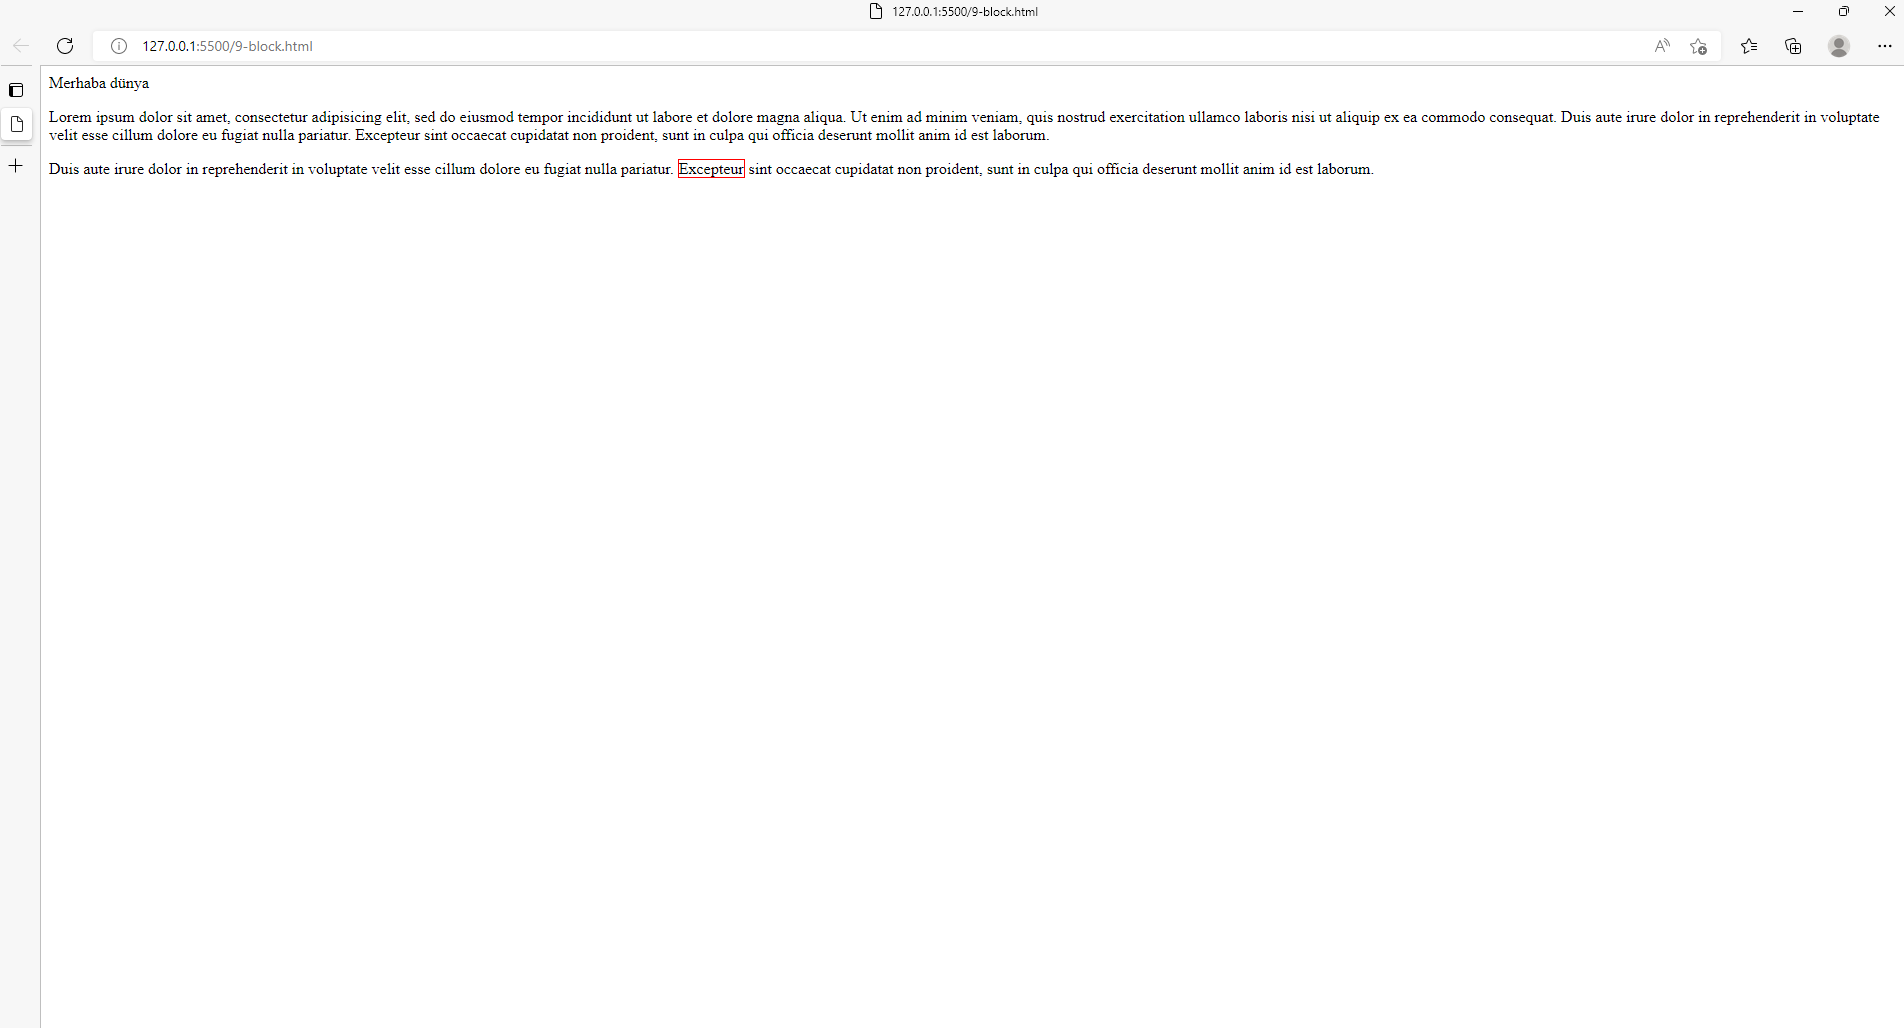 127.0.0.1:5500/9-block.html
127.0.0.1:5500/9-block.html
Merhaba dünya
Lorem ipsum dolor sit amet, consectetur adipisicing elit, sed do eiusmod tempor incididunt ut labore et dolore magna aliqua. Ut enim ad minim veniam, quis nostrud exercitation ullamco laboris nisi ut aliquip ex ea commodo consequat. Duis aute irure dolor in reprehenderit in voluptate
velit esse cillum dolore eu fugiat nulla pariatur. Excepteur sint occaecat cupidatat non proident, sunt in culpa qui officia deserunt mollit anim id est laborum.
Duis aute irure dolor in reprehenderit in voluptate velit esse cillum dolore eu fugiat nulla pariatur. Excepteur sint occaecat cupidatat non proident, sunt in culpa qui officia deserunt mollit anim id est laborum.